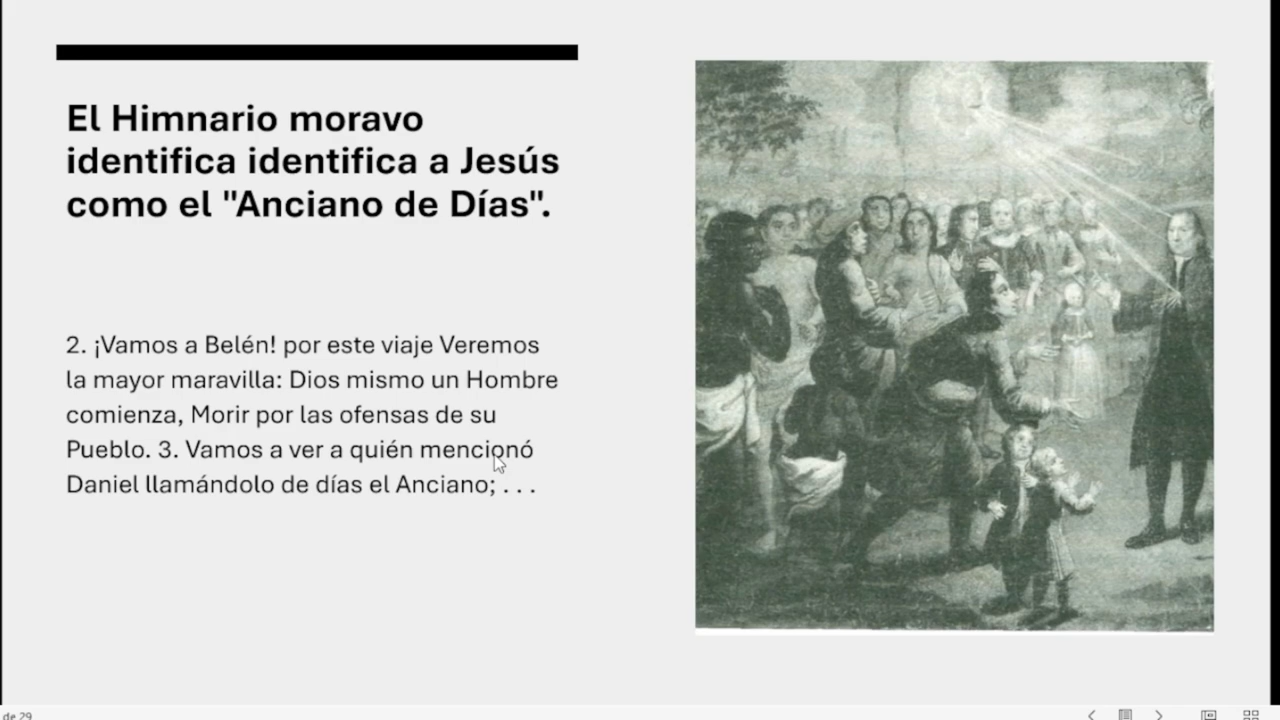 El Himnario moravo
identifica identifica a Jesús
como el "Anciano de Días".
2. ¡Vamos a Belén! por este viaje Veremos
la mayor maravilla: Dios mismo un Hombre
comienza, Morir por las ofensas de su
Pueblo. 3. Vamos a ver a quién mencionó
Daniel llamándolo de días el Anciano; . . .
de 29